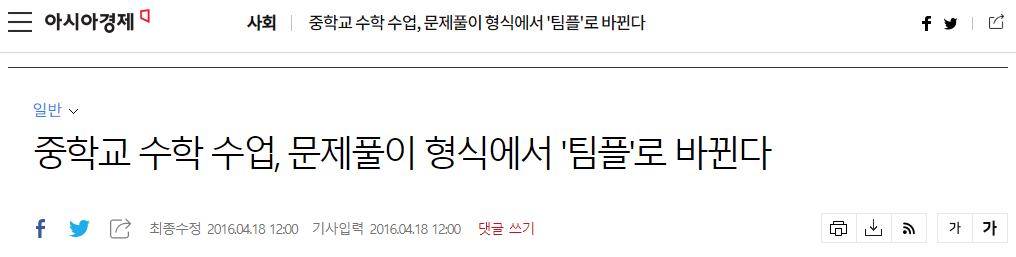 아시아경제 사회 중학교 수학 수업, 문제풀이 형식에서 '팀플'로 바뀐다
일반
중학교 수학 수업, 문제풀이 형식에서 '팀플'로 바뀐다
최종수정 2016.04.18 12:00 기사입력 2016.04.18 12:00 댓글 쓰기 가 가